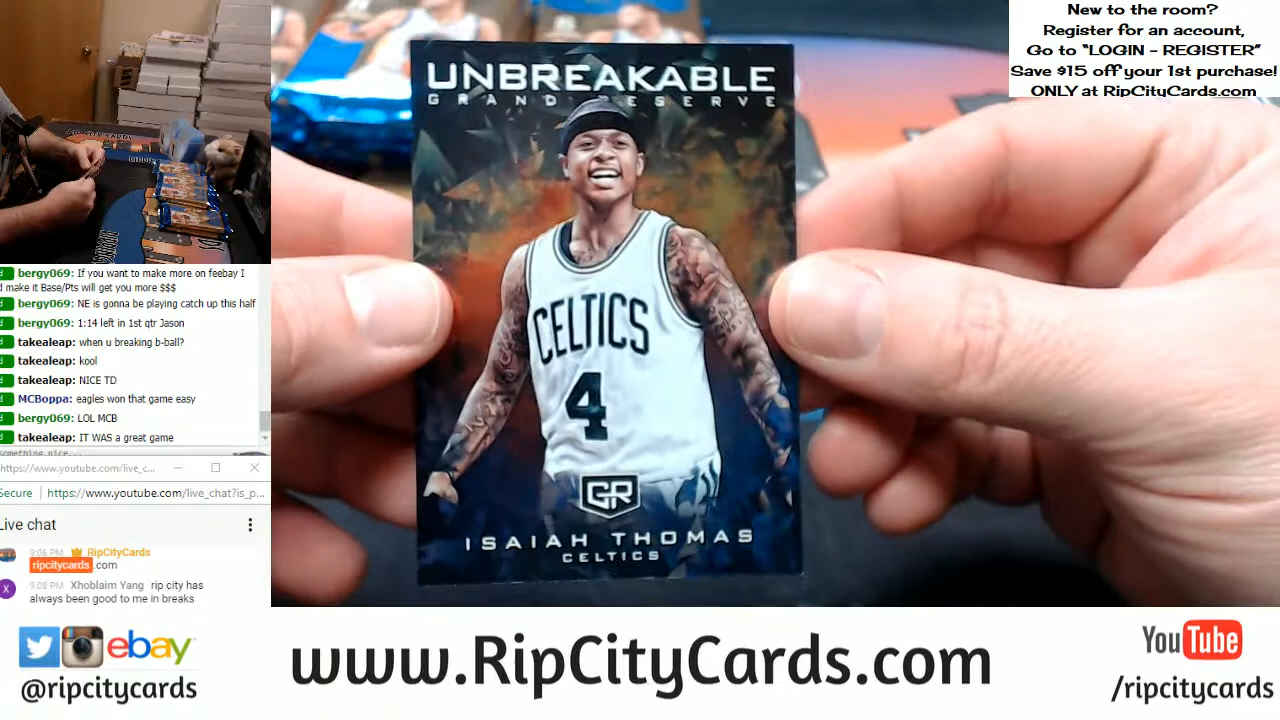 New to the room?
Register for an account,
Go to “LOGIN - REGISTER”
Save $15 off your 1st purchase!
ONLY at RipCityCards.com
UNBREAKABLE
GRAND RESERVE
CELTICS
4
GR
ISAIAH THOMAS
CELTICS
bergy069: If you want to make more on feebay I
make it Base/Pts will get you more $$$
bergy069: NE is gonna be playing catch up this half
bergy069: 1:14 left in 1st qtr Jason
takealeap: when u breaking b-ball?
takealeap: kool
takealeap: NICE TD
MCBoppa: eagles won that game easy
bergy069: LOL MCB
takealeap: IT WAS a great game
https://www.youtube.com/live_c...
Secure https://www.youtube.com/live_chat?is_p...
Live chat
9:06 PM RipCityCards
ripcitycards.com
X 9:08 PM Xhoblaim Yang rip city has
always been good to me in breaks
ebay
@ripcitycards
www.RipCityCards.com
YouTube
/ripcitycards